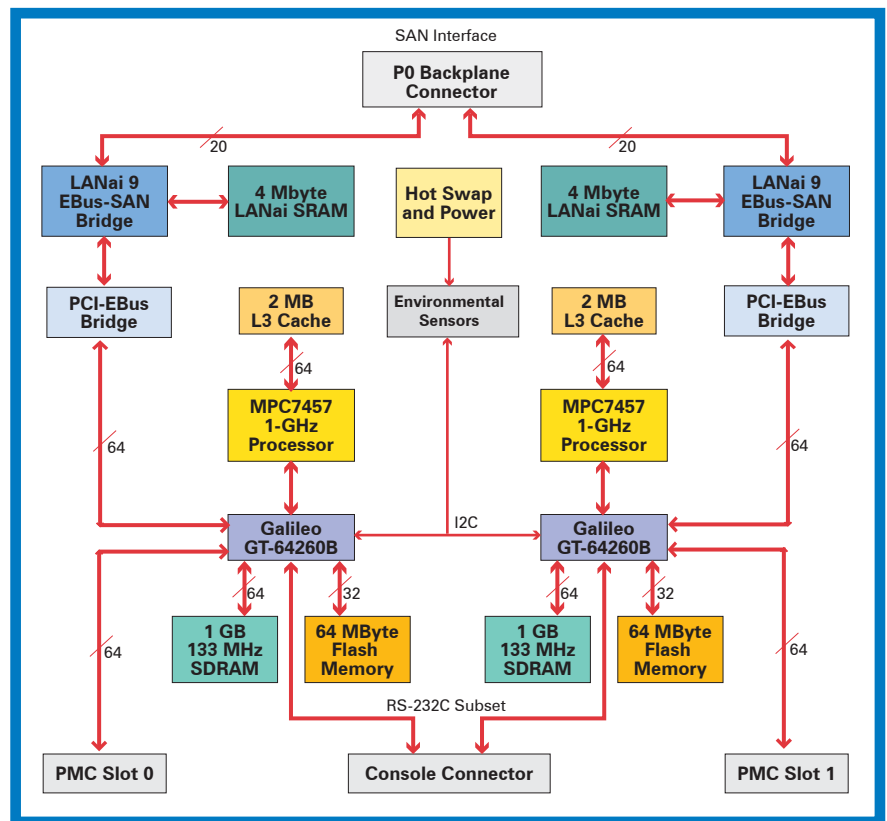 SAN Interface
P0 Backplane
Connector
20
20
LANai 9
EBus-SAN
Bridge
4 Mbyte
LANai SRAM
Hot Swap
and Power
4 Mbyte
LANai SRAM
LANai 9
EBus-SAN
Bridge
PCI-EBus
Bridge
2 MB
L3 Cache
Environmental
Sensors
2 MB
L3 Cache
PCI-EBus
Bridge
64
64
MPC7457
1-GHz
Processor
MPC7457
1-GHz
Processor
64
64
Galileo
GT-64260B
I2C
Galileo
GT-64260B
64
32
64
32
1 GB
133 MHz
SDRAM
64 MByte
Flash
Memory
1 GB
133 MHz
SDRAM
64 MByte
Flash
Memory
64
64
RS-232C Subset
PMC Slot 0
Console Connector
PMC Slot 1